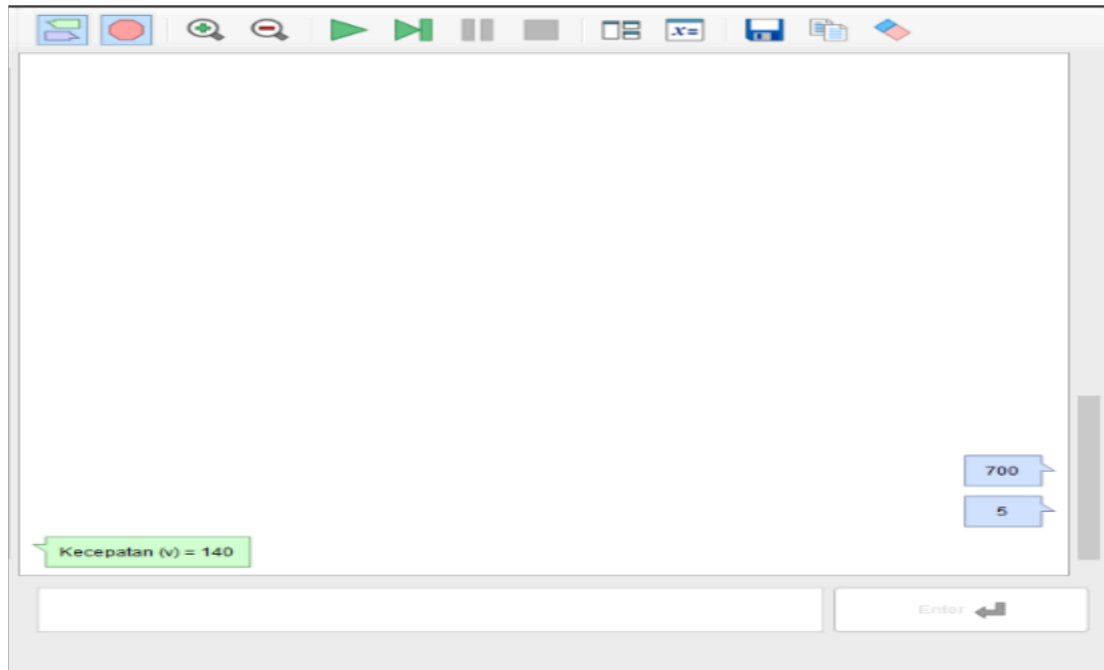 x=
700
5
Kecepatan (v) = 140
Enter